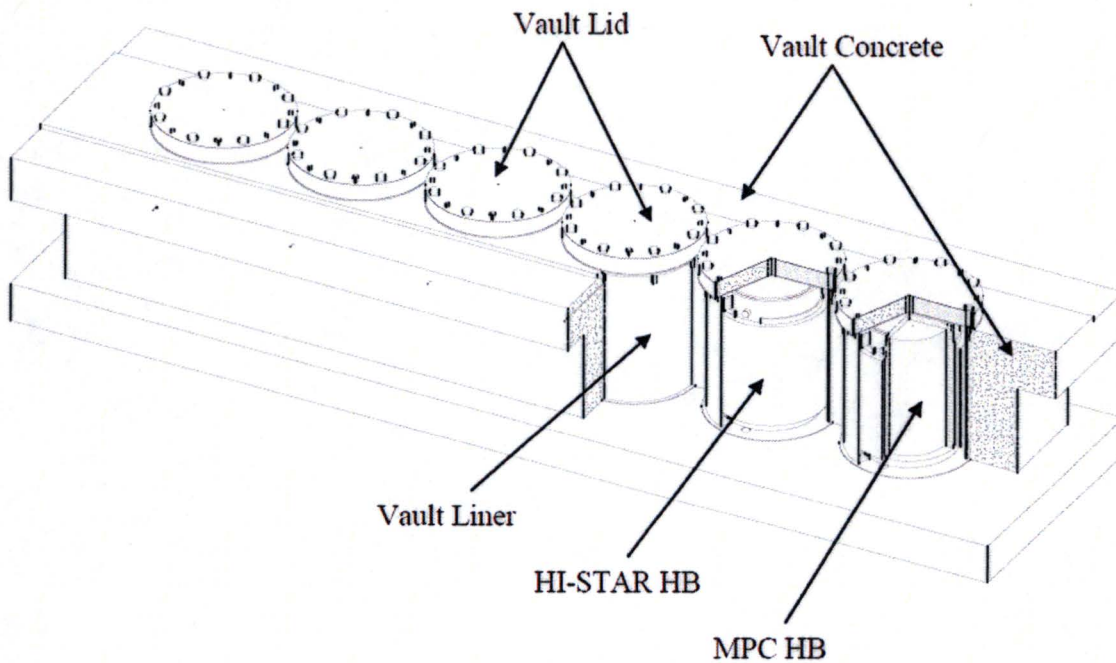 Vault Lid
Vault Concrete
Vault Liner
HI-STAR HB
MPC HB